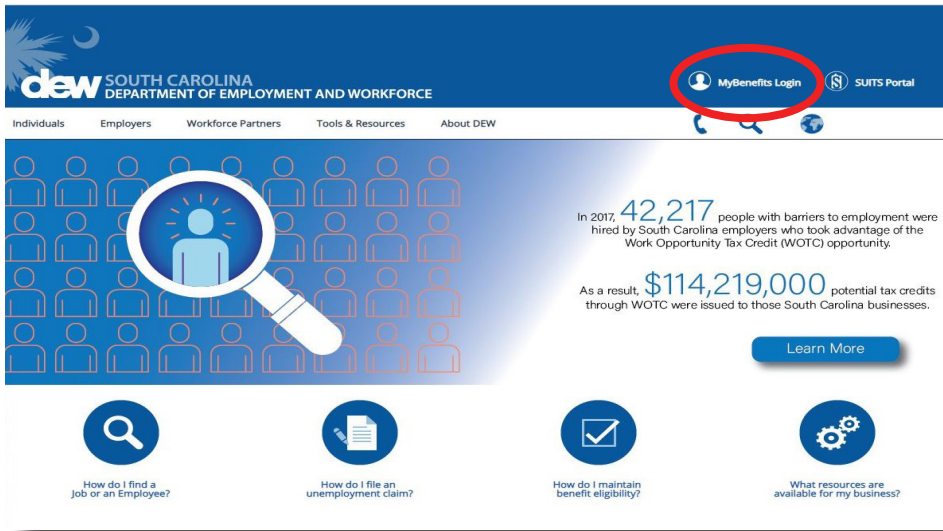 dew SOUTH CAROLINA
DEPARTMENT OF EMPLOYMENT AND WORKFORCE
MyBenefits Login
SUITS Portal
Individuals Employers Workforce Partners Tools & Resources About DEW
In 2017, 42,217 people with barriers to employment were
hired by South Carolina employers who took advantage of the
Work Opportunity Tax Credit (WOTC) opportunity.
As a result, $114,219,000 potential tax credits
through WOTC were issued to those South Carolina businesses.
Learn More
How do I find a
Job or an Employee?
How do I file an
unemployment claim?
How do I maintain
benefit eligibility?
What resources are
available for my business?